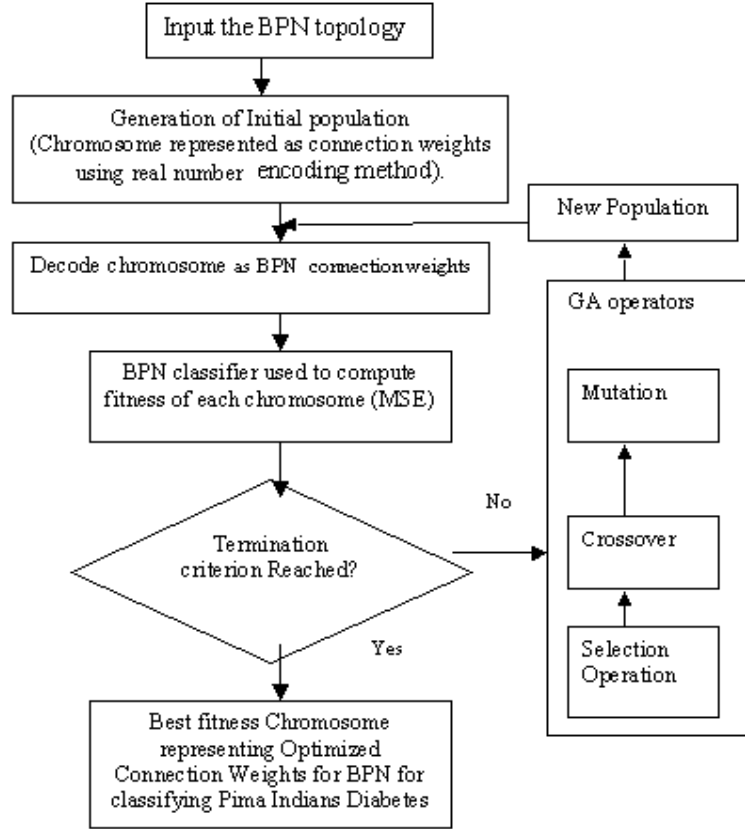 Input the BPN topology
Generation of Initial population
(Chromosome represented as connection weights
using real number encoding method).
New Population
Decode chromosome as BPN connection weights
GA operators
BPN classifier used to compute
fitness of each chromosome (MSE)
Mutation
No
Termination
criterion Reached?
Crossover
Yes
Selection
Operation
Best fitness Chromosome
representing Optimized
Connection Weights for BPN for
classifying Pima Indians Diabetes